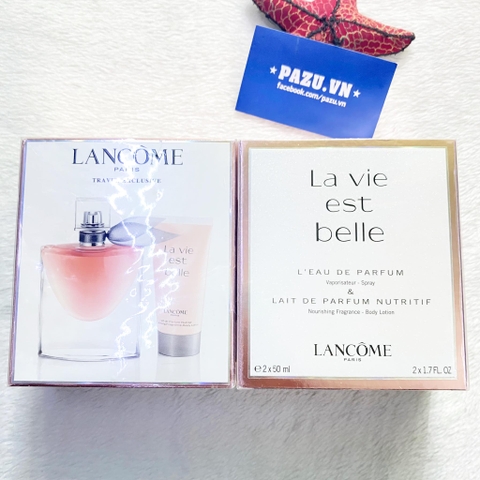 ★ PAZU.VN ★
facebook.com/pazu.vn
LANCÔME
PARIS
TRAVEL EXCLUSIVE
La vie
est
belle
LANCÔME
La vie
est
belle
L'EAU DE PARFUM
Vaporisateur - Spray
&
LAIT DE PARFUM NUTRITIF
Nourishing Fragrance - Body Lotion
LANCÔME
PARIS
℮ 2 x 50 ml
2 x 1.7 FL. OZ